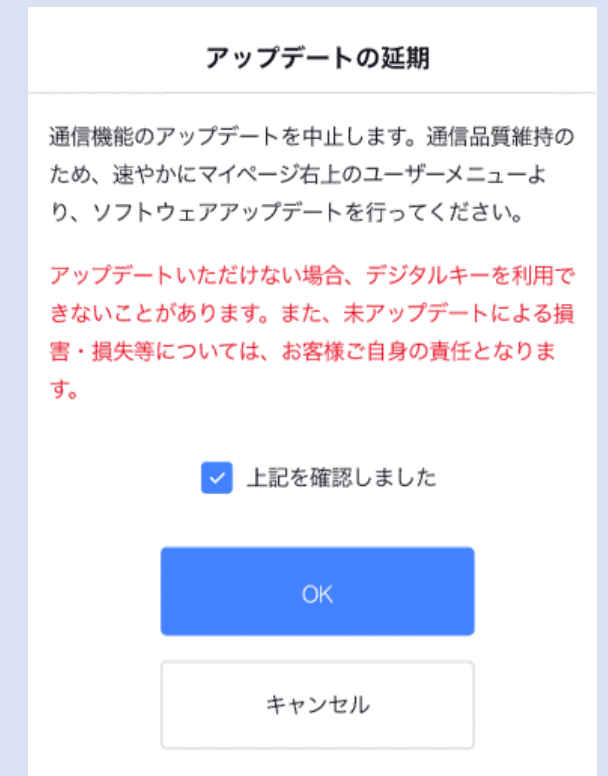 アップデートの延期
通信機能のアップデートを中止します。通信品質維持の
ため、速やかにマイページ右上のユーザーメニューよ
り、ソフトウェアアップデートを行ってください。
アップデートいただけない場合、デジタルキーを利用で
きないことがあります。また、未アップデートによる損
害・損失等については、お客様ご自身の責任となりま
す。
上記を確認しました
OK
キャンセル